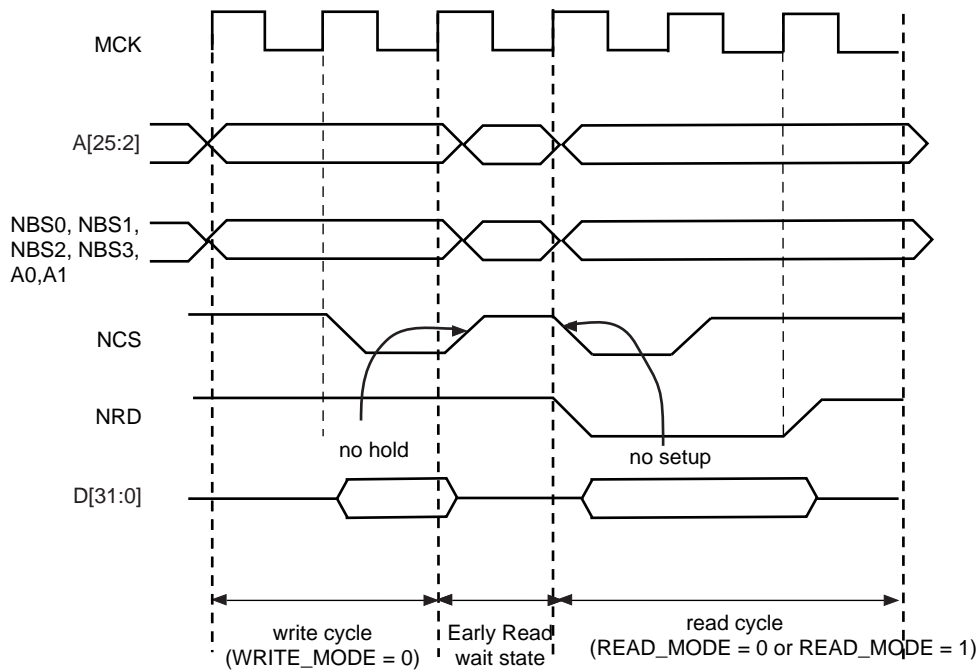 MCK
A[25:2]
NBS0, NBS1,
NBS2, NBS3,
A0,A1
NCS
NRD
no hold
no setup
D[31:0]
write cycle
(WRITE_MODE = 0)
Early Read
wait state
read cycle
(READ_MODE = 0 or READ_MODE = 1)